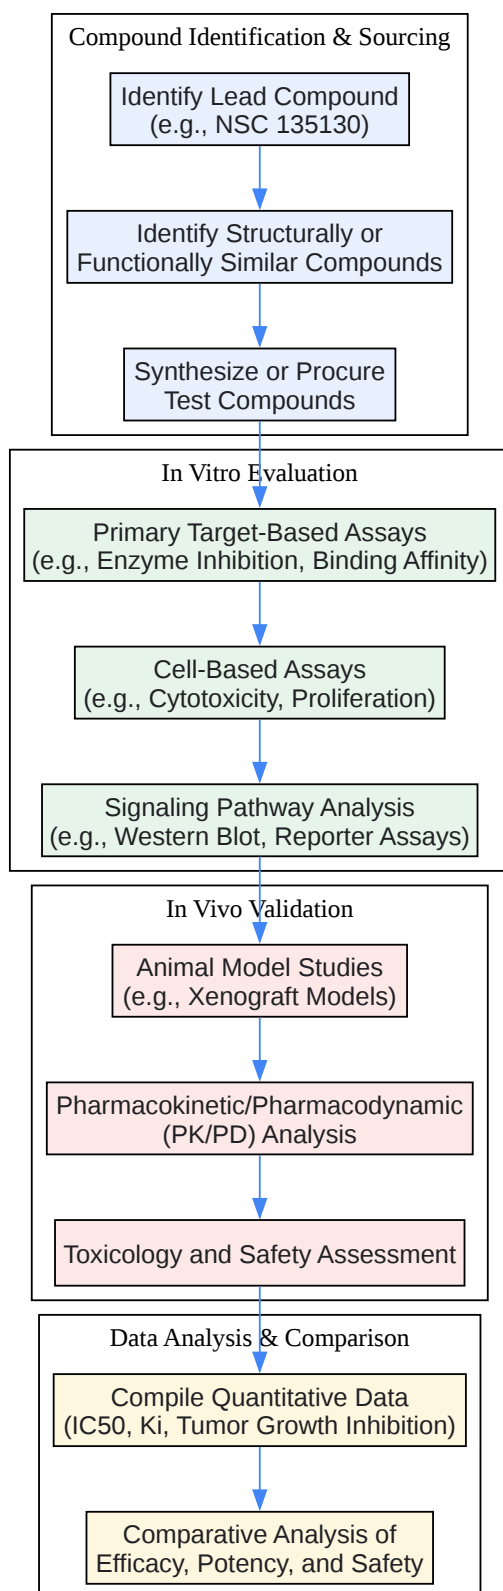 Compound Identification & Sourcing
Identify Lead Compound
(e.g., NSC 135130)
Identify Structurally or
Functionally Similar Compounds
Synthesize or Procure
Test Compounds
In Vitro Evaluation
Primary Target-Based Assays
(e.g., Enzyme Inhibition, Binding Affinity)
Cell-Based Assays
(e.g., Cytotoxicity, Proliferation)
Signaling Pathway Analysis
(e.g., Western Blot, Reporter Assays)
In Vivo Validation
Animal Model Studies
(e.g., Xenograft Models)
Pharmacokinetic/Pharmacodynamic
(PK/PD) Analysis
Toxicology and Safety Assessment
Data Analysis & Comparison
Compile Quantitative Data
(IC50, Ki, Tumor Growth Inhibition)
Comparative Analysis of
Efficacy, Potency, and Safety